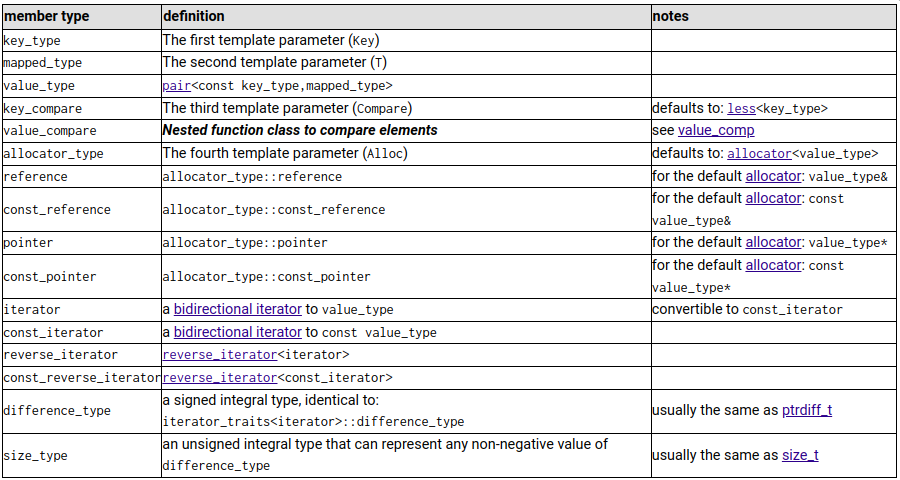 member type definition notes
key_type The first template parameter (Key)
mapped_type The second template parameter (T)
value_type pair<const key_type,mapped_type>
key_compare The third template parameter (Compare) defaults to: less<key_type>
value_compare Nested function class to compare elements see value_comp
allocator_type The fourth template parameter (Alloc) defaults to: allocator<value_type>
reference allocator_type::reference for the default allocator: value_type&
const_reference allocator_type::const_reference for the default allocator: const
value_type&
pointer allocator_type::pointer for the default allocator: value_type*
const_pointer allocator_type::const_pointer for the default allocator: const
value_type*
iterator a bidirectional iterator to value_type convertible to const_iterator
const_iterator a bidirectional iterator to const value_type
reverse_iterator reverse_iterator<iterator>
const_reverse_iterator reverse_iterator<const_iterator>
difference_type a signed integral type, identical to:
iterator_traits<iterator>::difference_type usually the same as ptrdiff_t
size_type an unsigned integral type that can represent any non-negative value of
difference_type usually the same as size_t